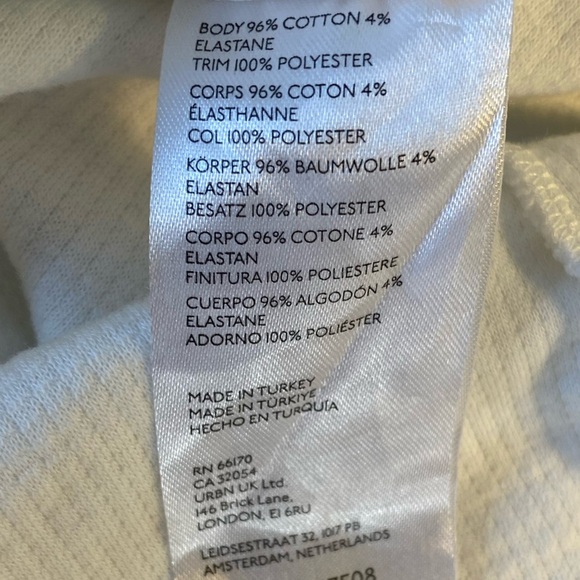 BODY 96% COTTON 4%
ELASTANE
TRIM 100% POLYESTER
CORPS 96% COTON 4%
ÉLASTHANNE
COL 100% POLYESTER
KÖRPER 96% BAUMWOLLE 4%
ELASTAN
BESATZ 100% POLYESTER
CORPO 96% COTONE 4%
ELASTAN
FINITURA 100% POLIESTERE
CUERPO 96% ALGODÓN 4%
ELASTANE
ADORNO 100% POLIÉSTER
MADE IN TURKEY
MADE IN TÜRKIYE
HECHO EN TURQUÍA
RN 66170
CA 32054
URBN UK Ltd.
146 Brick Lane,
LONDON, E1 6RU
LEIDSESTRAAT 32, 1017 PB
AMSTERDAM, NETHERLANDS